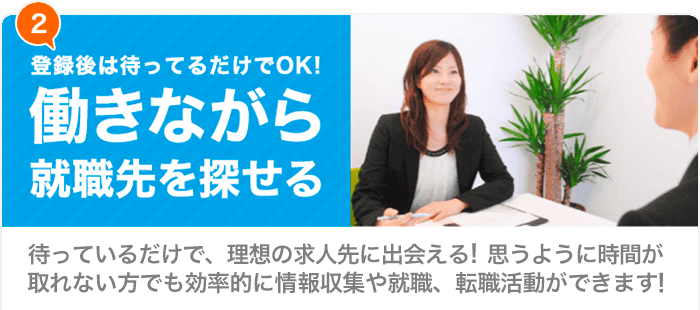 2
登録後は待ってるだけでOK!
働きながら
就職先を探せる
待っているだけで、理想の求人先に出会える! 思うように時間が
取れない方でも効率的に情報収集や就職、転職活動ができます!